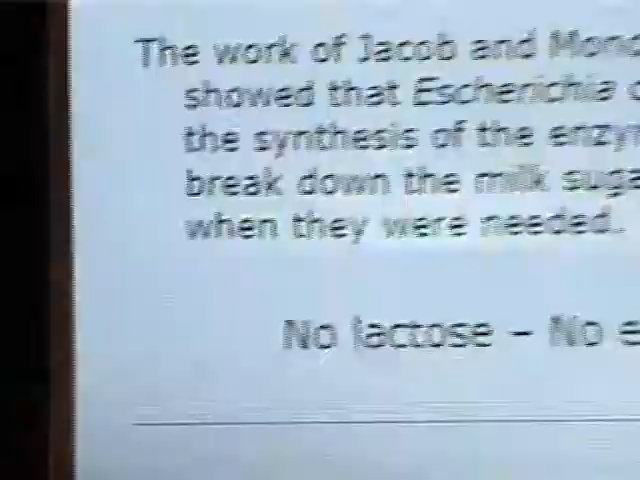 The work of Jacob and
showed that Escherichia
the synthesis of the
break down the milk
when they were needed.
No lactose – No